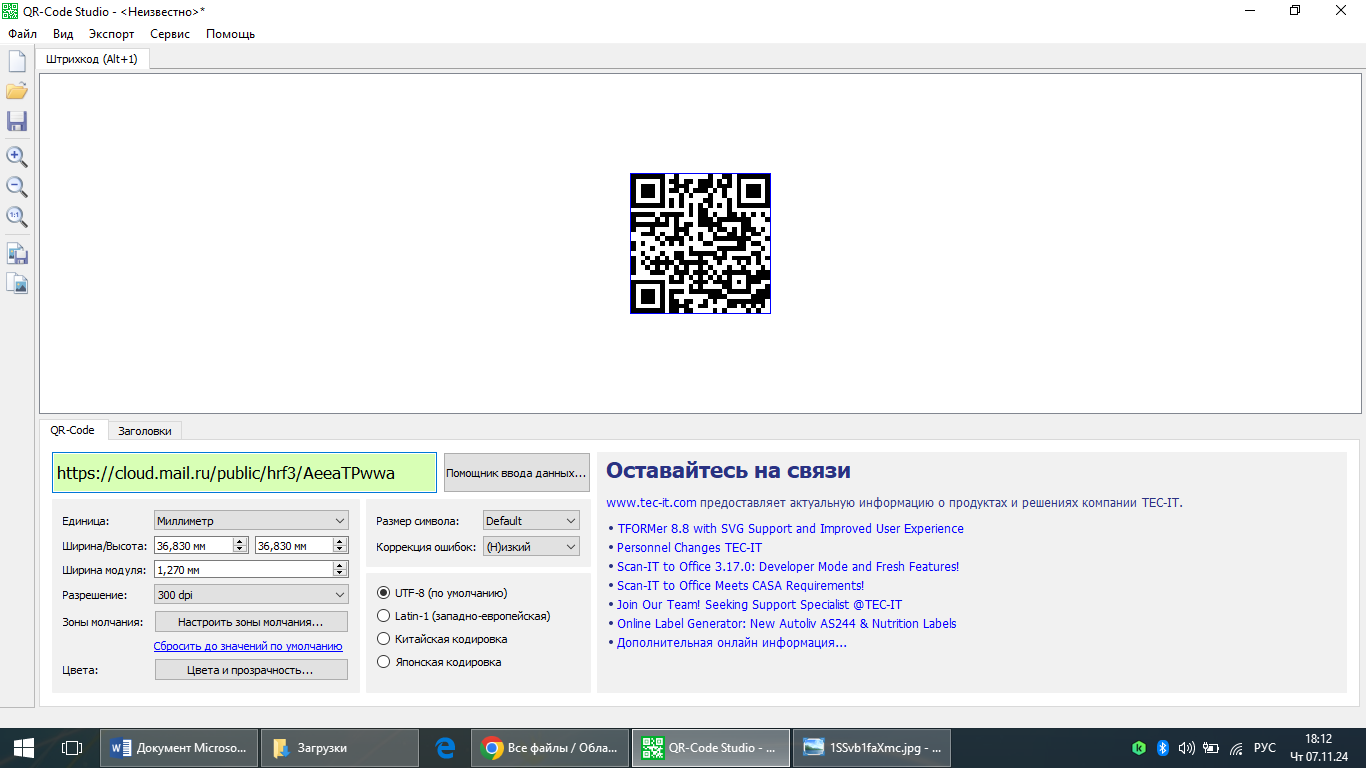 QR-Code Studio - <Неизвестно>*
Файл Вид Экспорт Сервис Помощь
Штрихкод (Alt+1)
1:1
QR-Code Заголовки
https://cloud.mail.ru/public/hrf3/AeeaTPwwa
Помощник ввода данных...
Единица: Миллиметр
Ширина/Высота: 36,830 мм 36,830 мм
Ширина модуля: 1,270 мм
Разрешение: 300 dpi
Зоны молчания: Настроить зоны молчания...
Сбросить до значений по умолчанию
Цвета: Цвета и прозрачность...
Размер символа: Default
Коррекция ошибок: (Н)изкий
UTF-8 (по умолчанию)
Latin-1 (западно-европейская)
Китайская кодировка
Японская кодировка
Оставайтесь на связи
www.tec-it.com предоставляет актуальную информацию о продуктах и решениях компании TEC-IT.
• TFORMer 8.8 with SVG Support and Improved User Experience
• Personnel Changes TEC-IT
• Scan-IT to Office 3.17.0: Developer Mode and Fresh Features!
• Scan-IT to Office Meets CASA Requirements!
• Join Our Team! Seeking Support Specialist @TEC-IT
• Online Label Generator: New Autoliv AS244 & Nutrition Labels
• Дополнительная онлайн информация...
Документ Microso...
Загрузки
Все файлы / Обла...
QR-Code Studio - ...
1SSvb1faXmc.jpg - ...
РУС
18:12
Чт 07.11.24